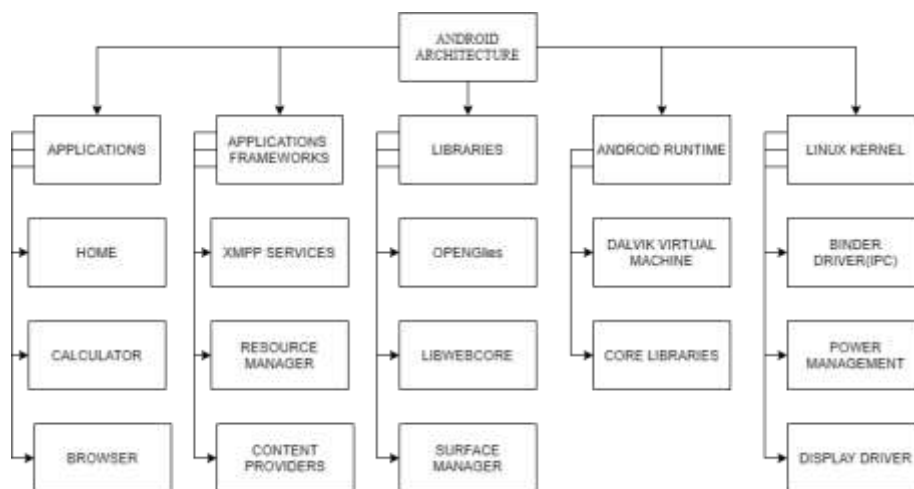 ANDROID
ARCHITECTURE
APPLICATIONS
APPLICATIONS
FRAMEWORKS
LIBRARIES
ANDROID RUNTIME
LINUX KERNEL
HOME
XMPP SERVICES
OPENGlles
DALVIK VIRTUAL
MACHINE
BINDER
DRIVER(IPC)
CALCULATOR
RESOURCE
MANAGER
LIBWEBCORE
CORE LIBRARIES
POWER
MANAGEMENT
BROWSER
CONTENT
PROVIDERS
SURFACE
MANAGER
DISPLAY DRIVER